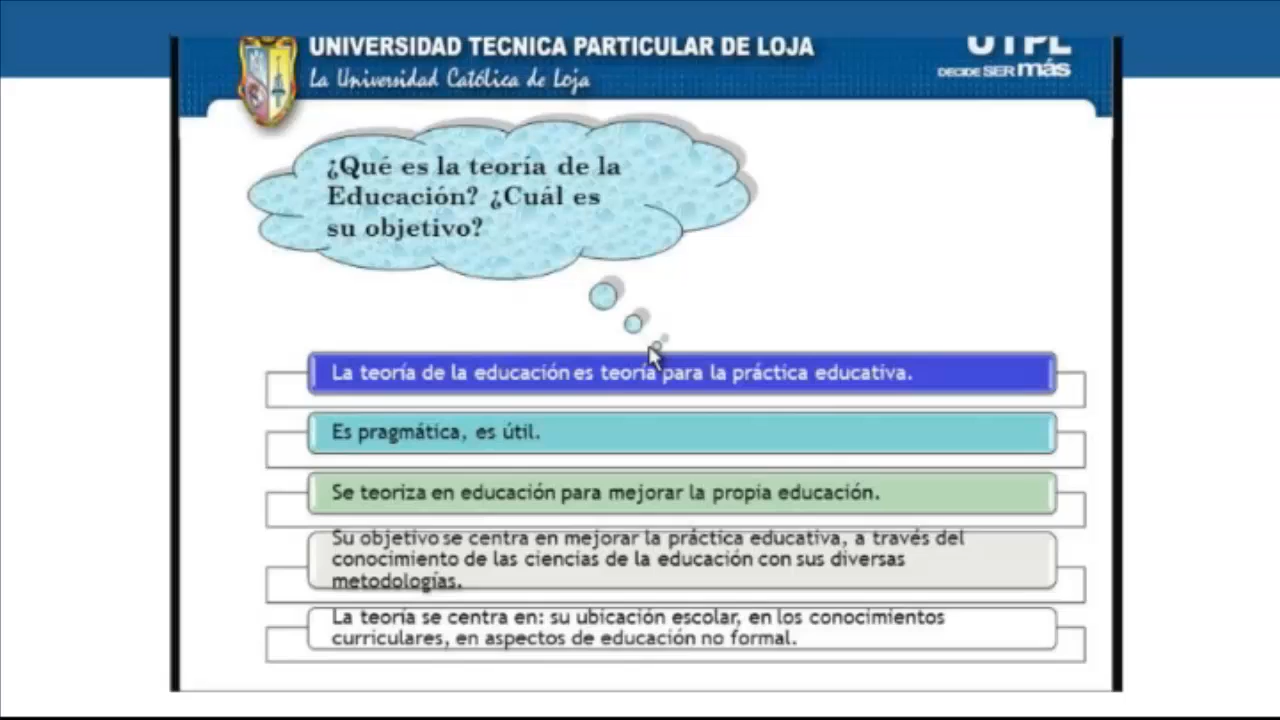 UNIVERSIDAD TECNICA PARTICULAR DE LOJA
La Universidad Católica de Loja
UTPL
DECIDE SER más
¿Qué es la teoría de la
Educación? ¿Cuál es
su objetivo?
La teoría de la educación es teoría para la práctica educativa.
Es pragmática, es útil.
Se teoriza en educación para mejorar la propia educación.
Su objetivo se centra en mejorar la práctica educativa, a través del
conocimiento de las ciencias de la educación con sus diversas
metodologías.
La teoría se centra en: su ubicación escolar, en los conocimientos
curriculares, en aspectos de educación no formal.